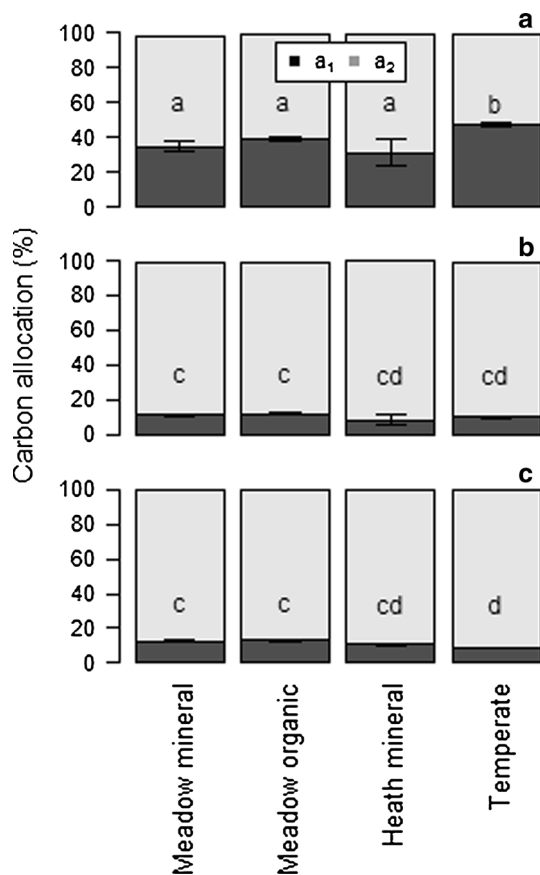 a
100
80
60
40
20
0
a₁ a₂
a a a b
b
100
80
60
40
20
0
c c cd cd
c
100
80
60
40
20
0
c c cd d
Carbon allocation (%)
Meadow mineral
Meadow organic
Heath mineral
Temperate